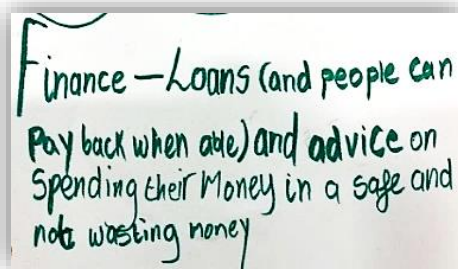 Finance - Loans (and people can
Pay back when able) and advice on
Spending their Money in a safe and
not wasting money